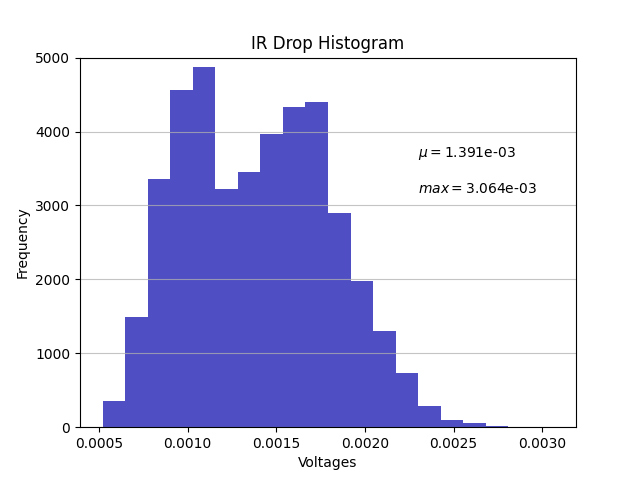 IR Drop Histogram
5000
4000
3000
2000
1000
0
Frequency
μ = 1.391e-03
max = 3.064e-03
0.0005 0.0010 0.0015 0.0020 0.0025 0.0030
Voltages